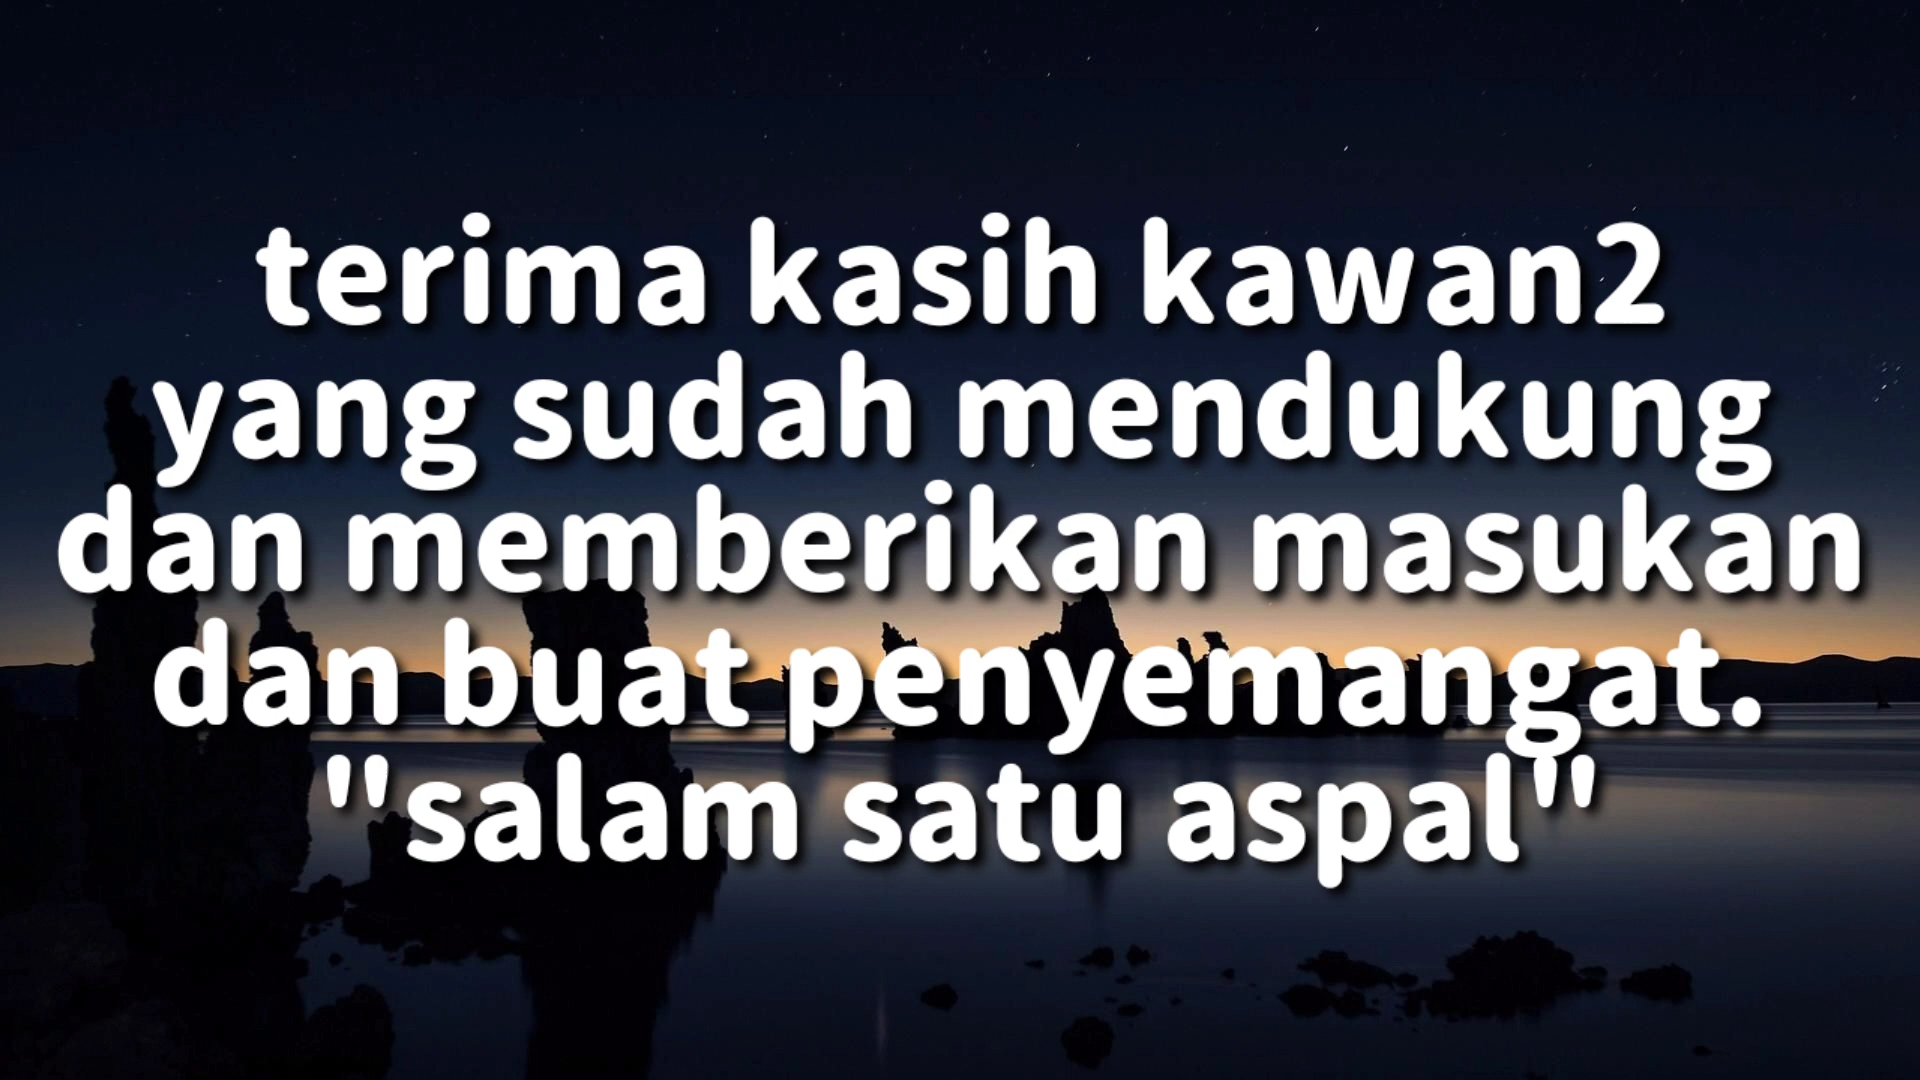 terima kasih kawan2
yang sudah mendukung
dan memberikan masukan
dan buat penyemangat.
"salam satu aspal"